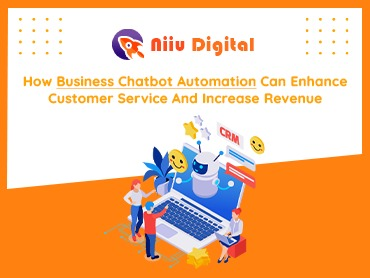 Niiu Digital
How Business Chatbot Automation Can Enhance
Customer Service And Increase Revenue
CRM